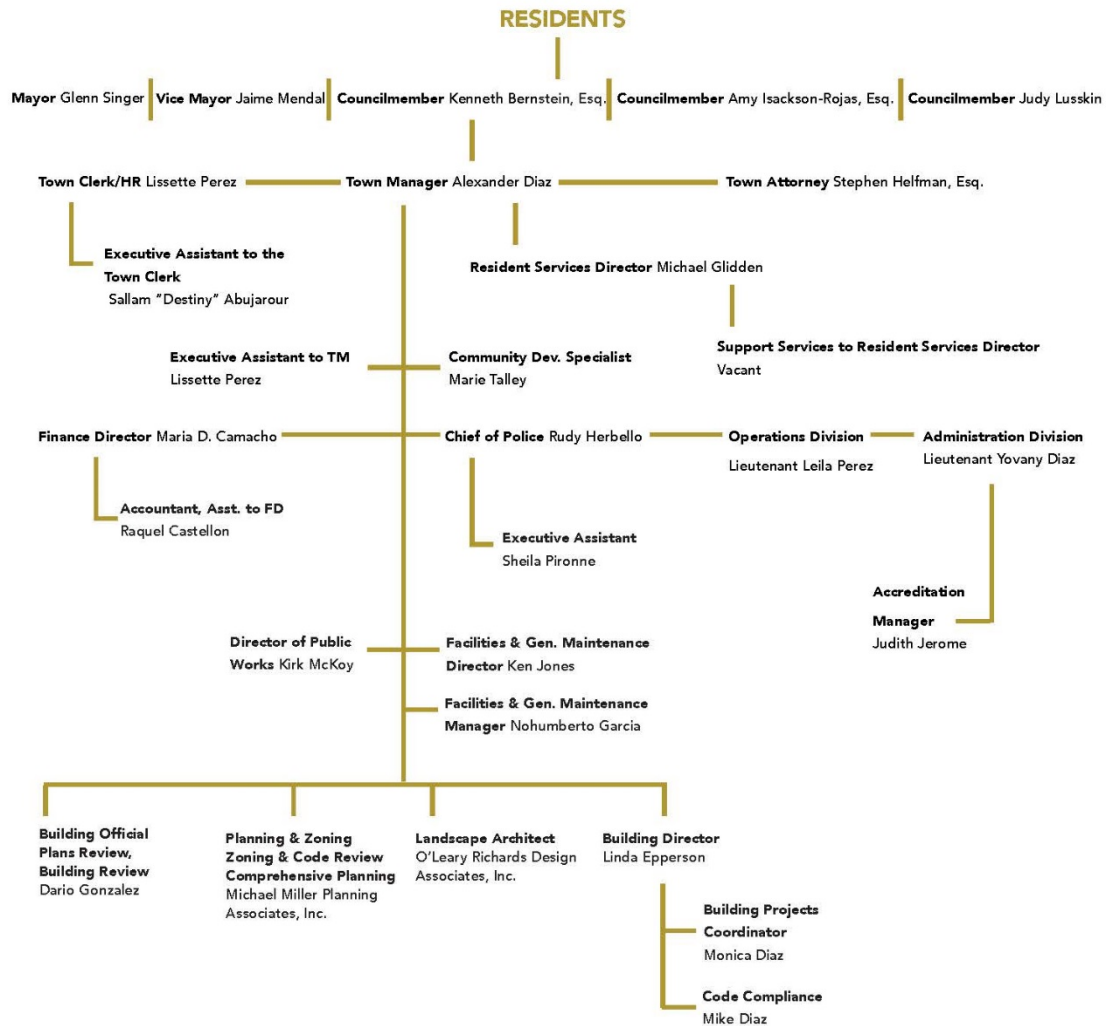 RESIDENTS
Mayor Glenn Singer
Vice Mayor Jaime Mendal
Councilmember Kenneth Bernstein, Esq.
Councilmember Amy Isackson-Rojas, Esq.
Councilmember Judy Lusskin
Town Clerk/HR Lissette Perez
Town Manager Alexander Diaz
Town Attorney Stephen Helfman, Esq.
Executive Assistant to the
Town Clerk
Sallam "Destiny" Abujarour
Resident Services Director Michael Glidden
Support Services to Resident Services Director
Vacant
Executive Assistant to TM
Lissette Perez
Community Dev. Specialist
Marie Talley
Finance Director Maria D. Camacho
Chief of Police Rudy Herbello
Operations Division
Lieutenant Leila Perez
Administration Division
Lieutenant Yovany Diaz
Accountant, Asst. to FD
Raquel Castellon
Executive Assistant
Sheila Pironne
Accreditation
Manager
Judith Jerome
Director of Public
Works Kirk McKoy
Facilities & Gen. Maintenance
Director Ken Jones
Facilities & Gen. Maintenance
Manager Nohumberto Garcia
Building Official
Plans Review,
Building Review
Dario Gonzalez
Planning & Zoning
Zoning & Code Review
Comprehensive Planning
Michael Miller Planning
Associates, Inc.
Landscape Architect
O'Leary Richards Design
Associates, Inc.
Building Director
Linda Epperson
Building Projects
Coordinator
Monica Diaz
Code Compliance
Mike Diaz